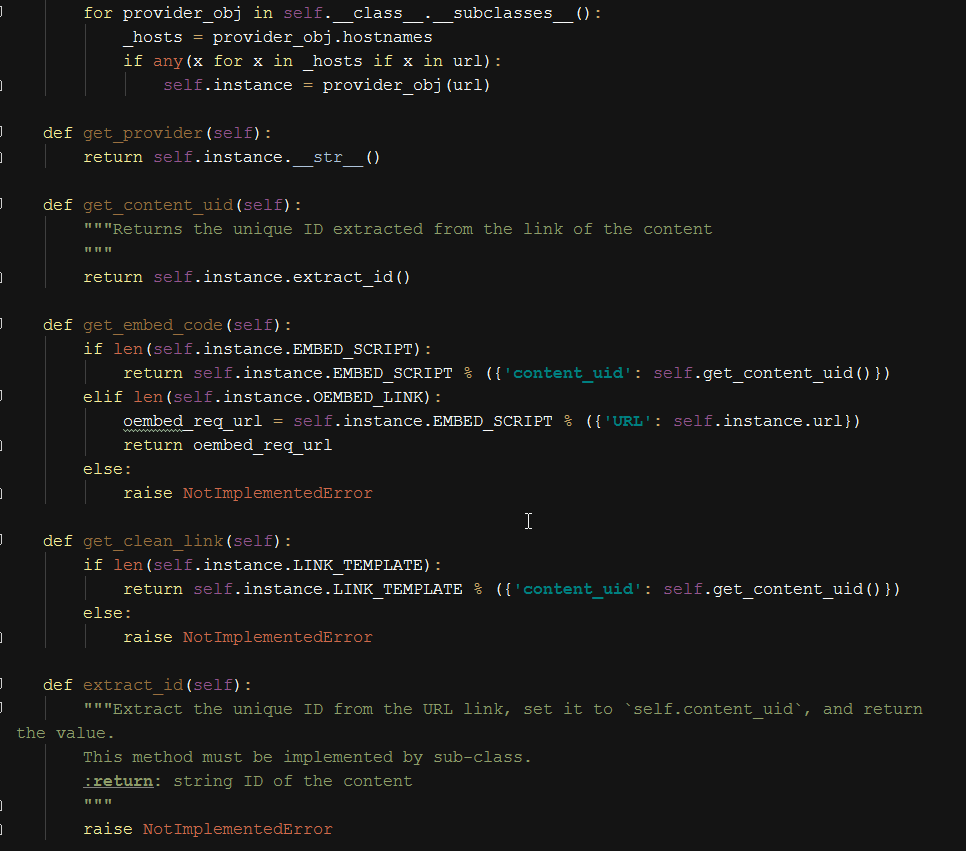 for provider_obj in self.__class__.__subclasses__():
_hosts = provider_obj.hostnames
if any(x for x in _hosts if x in url):
self.instance = provider_obj(url)
def get_provider(self):
return self.instance.__str__()
def get_content_uid(self):
"""Returns the unique ID extracted from the link of the content
"""
return self.instance.extract_id()
def get_embed_code(self):
if len(self.instance.EMBED_SCRIPT):
return self.instance.EMBED_SCRIPT % ({'content_uid': self.get_content_uid()})
elif len(self.instance.OEMBED_LINK):
oembed_req_url = self.instance.EMBED_SCRIPT % ({'URL': self.instance.url})
return oembed_req_url
else:
raise NotImplementedError
def get_clean_link(self):
if len(self.instance.LINK_TEMPLATE):
return self.instance.LINK_TEMPLATE % ({'content_uid': self.get_content_uid()})
else:
raise NotImplementedError
def extract_id(self):
"""Extract the unique ID from the URL link, set it to `self.content_uid`, and return
the value.
This method must be implemented by sub-class.
:return: string ID of the content
"""
raise NotImplementedError